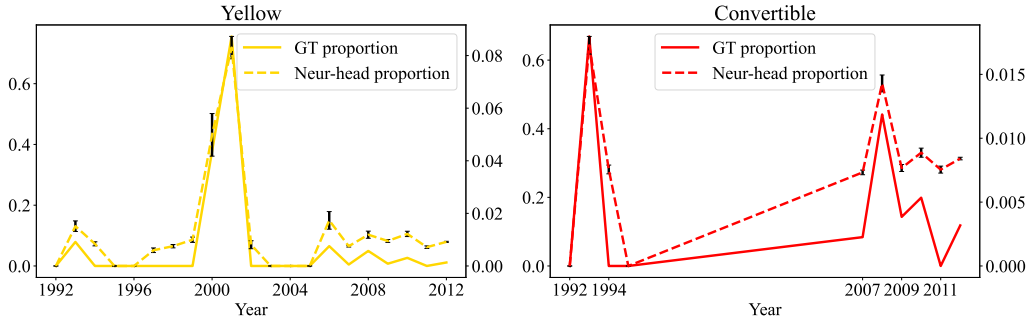 Yellow
GT proportion
Neur-head proportion
0.6
0.4
0.2
0.0
0.08
0.06
0.04
0.02
0.00
1992 1996 2000 2004 2008 2012
Year
Convertible
GT proportion
Neur-head proportion
0.6
0.4
0.2
0.0
0.015
0.010
0.005
0.000
1992 1994 2007 2009 2011
Year